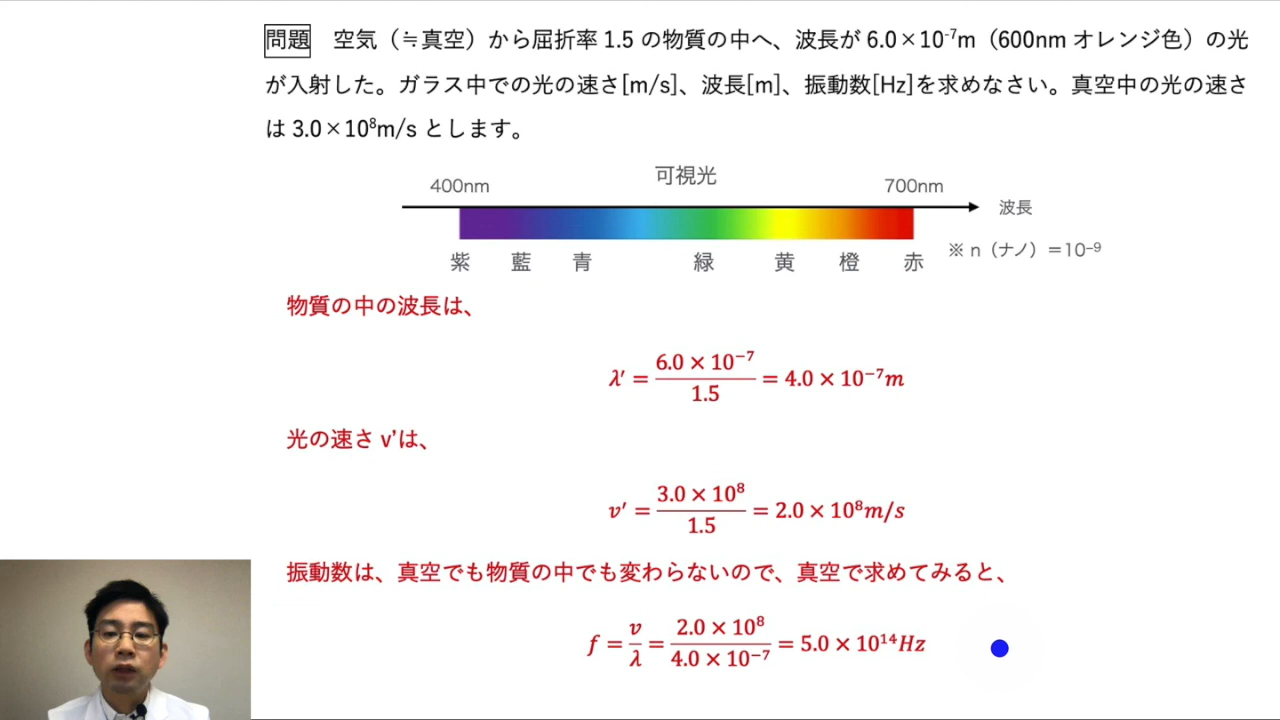 問題 空気（≒真空）から屈折率 1.5 の物質の中へ、波長が 6.0×10⁻⁷m（600nm オレンジ色）の光
が入射した。ガラス中での光の速さ[m/s]、波長[m]、振動数[Hz]を求めなさい。真空中の光の速さ
は 3.0×10⁸m/s とします。
可視光
400nm 700nm
波長
※ n（ナノ）＝10⁻⁹
紫 藍 青 緑 黄 橙 赤
物質の中の波長は、
λ′ = 6.0 × 10⁻⁷ / 1.5 = 4.0 × 10⁻⁷m
光の速さ v'は、
v′ = 3.0 × 10⁸ / 1.5 = 2.0 × 10⁸m/s
振動数は、真空でも物質の中でも変わらないので、真空で求めてみると、
f = v / λ = 2.0 × 10⁸ / 4.0 × 10⁻⁷ = 5.0 × 10¹⁴Hz